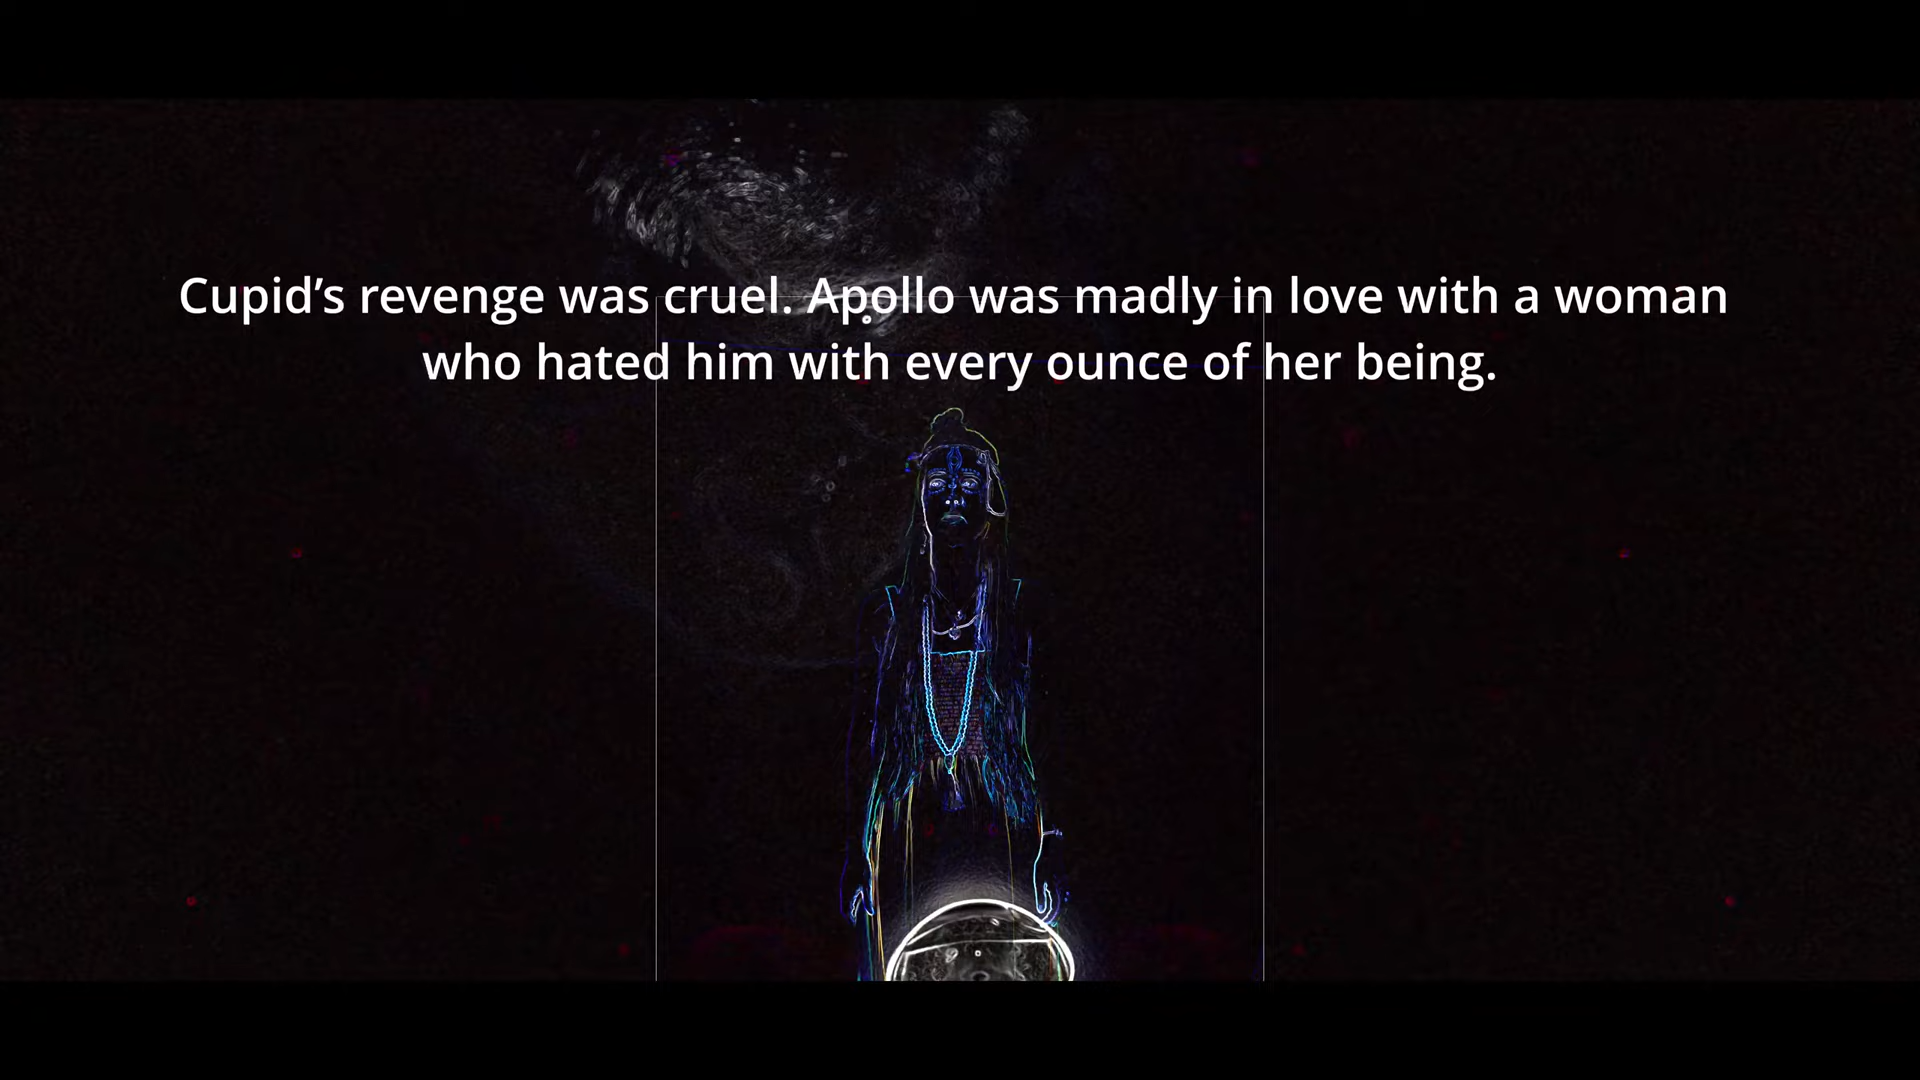 Cupid’s revenge was cruel. Apollo was madly in love with a woman
who hated him with every ounce of her being.